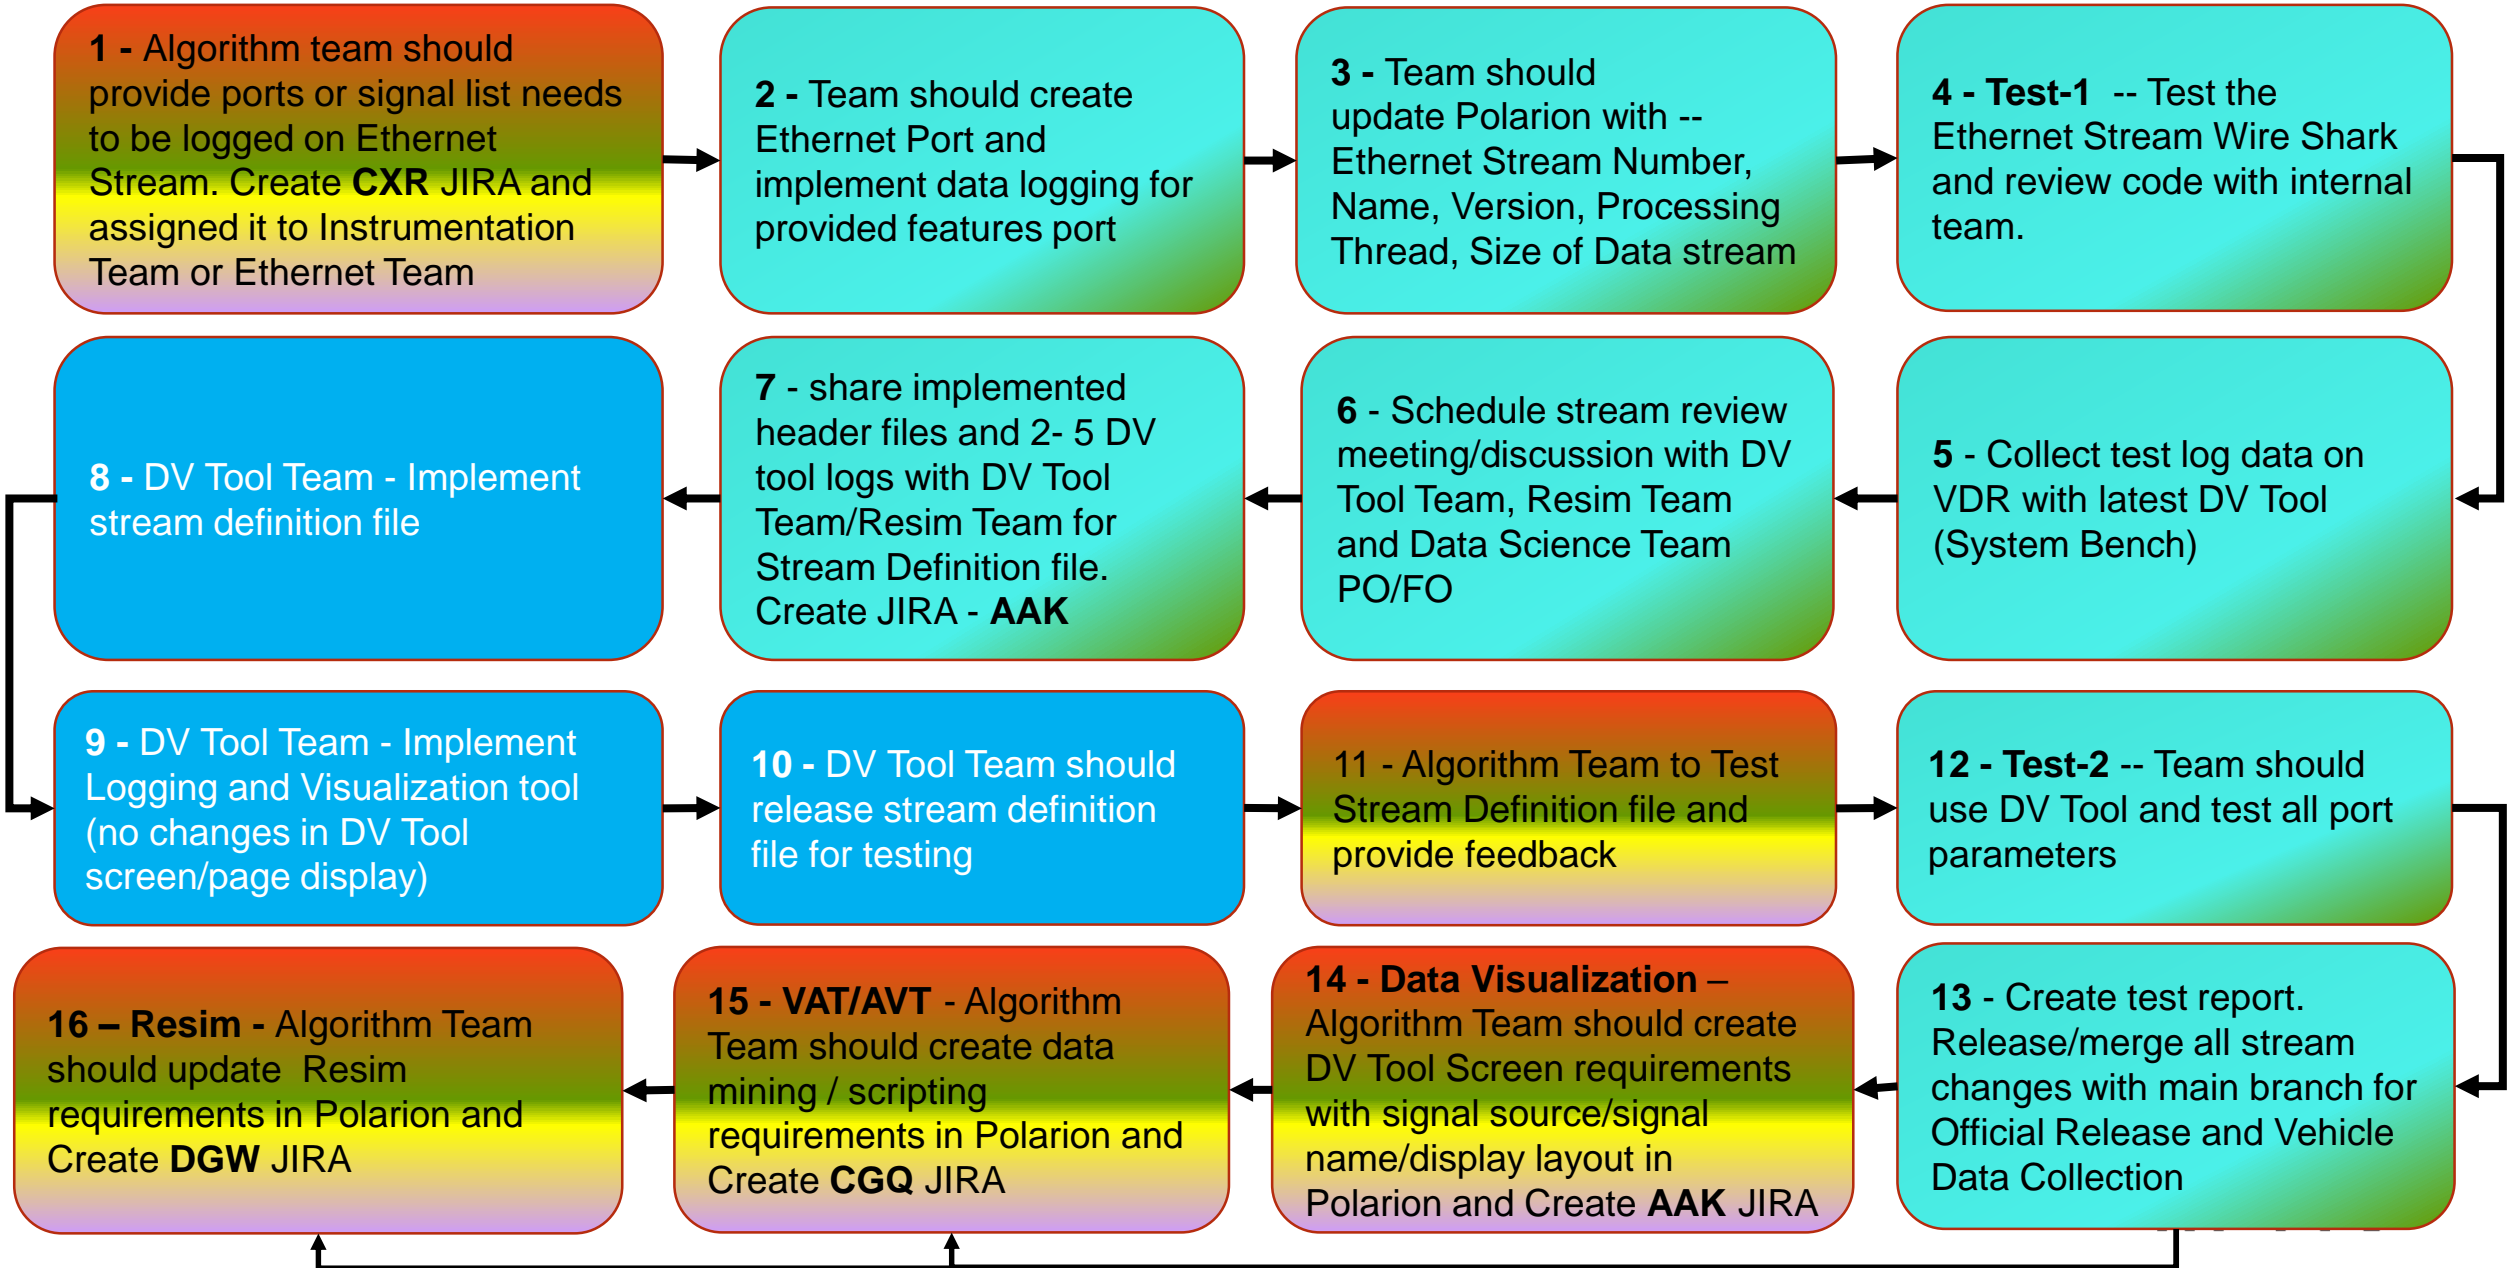 1 - Algorithm team should
provide ports or signal list needs
to be logged on Ethernet
Stream. Create CXR JIRA and
assigned it to Instrumentation
Team or Ethernet Team
2 - Team should create
Ethernet Port and
implement data logging for
provided features port
3 - Team should
update Polarion with --
Ethernet Stream Number,
Name, Version, Processing
Thread, Size of Data stream
4 - Test-1 -- Test the
Ethernet Stream Wire Shark
and review code with internal
team.
5 - Collect test log data on
VDR with latest DV Tool
(System Bench)
6 - Schedule stream review
meeting/discussion with DV
Tool Team, Resim Team
and Data Science Team
PO/FO
7 - share implemented
header files and 2- 5 DV
tool logs with DV Tool
Team/Resim Team for
Stream Definition file.
Create JIRA - AAK
8 - DV Tool Team - Implement
stream definition file
9 - DV Tool Team - Implement
Logging and Visualization tool
(no changes in DV Tool
screen/page display)
10 - DV Tool Team should
release stream definition
file for testing
11 - Algorithm Team to Test
Stream Definition file and
provide feedback
12 - Test-2 -- Team should
use DV Tool and test all port
parameters
13 - Create test report.
Release/merge all stream
changes with main branch for
Official Release and Vehicle
Data Collection
14 - Data Visualization –
Algorithm Team should create
DV Tool Screen requirements
with signal source/signal
name/display layout in
Polarion and Create AAK JIRA
15 - VAT/AVT - Algorithm
Team should create data
mining / scripting
requirements in Polarion and
Create CGQ JIRA
16 – Resim - Algorithm Team
should update Resim
requirements in Polarion and
Create DGW JIRA